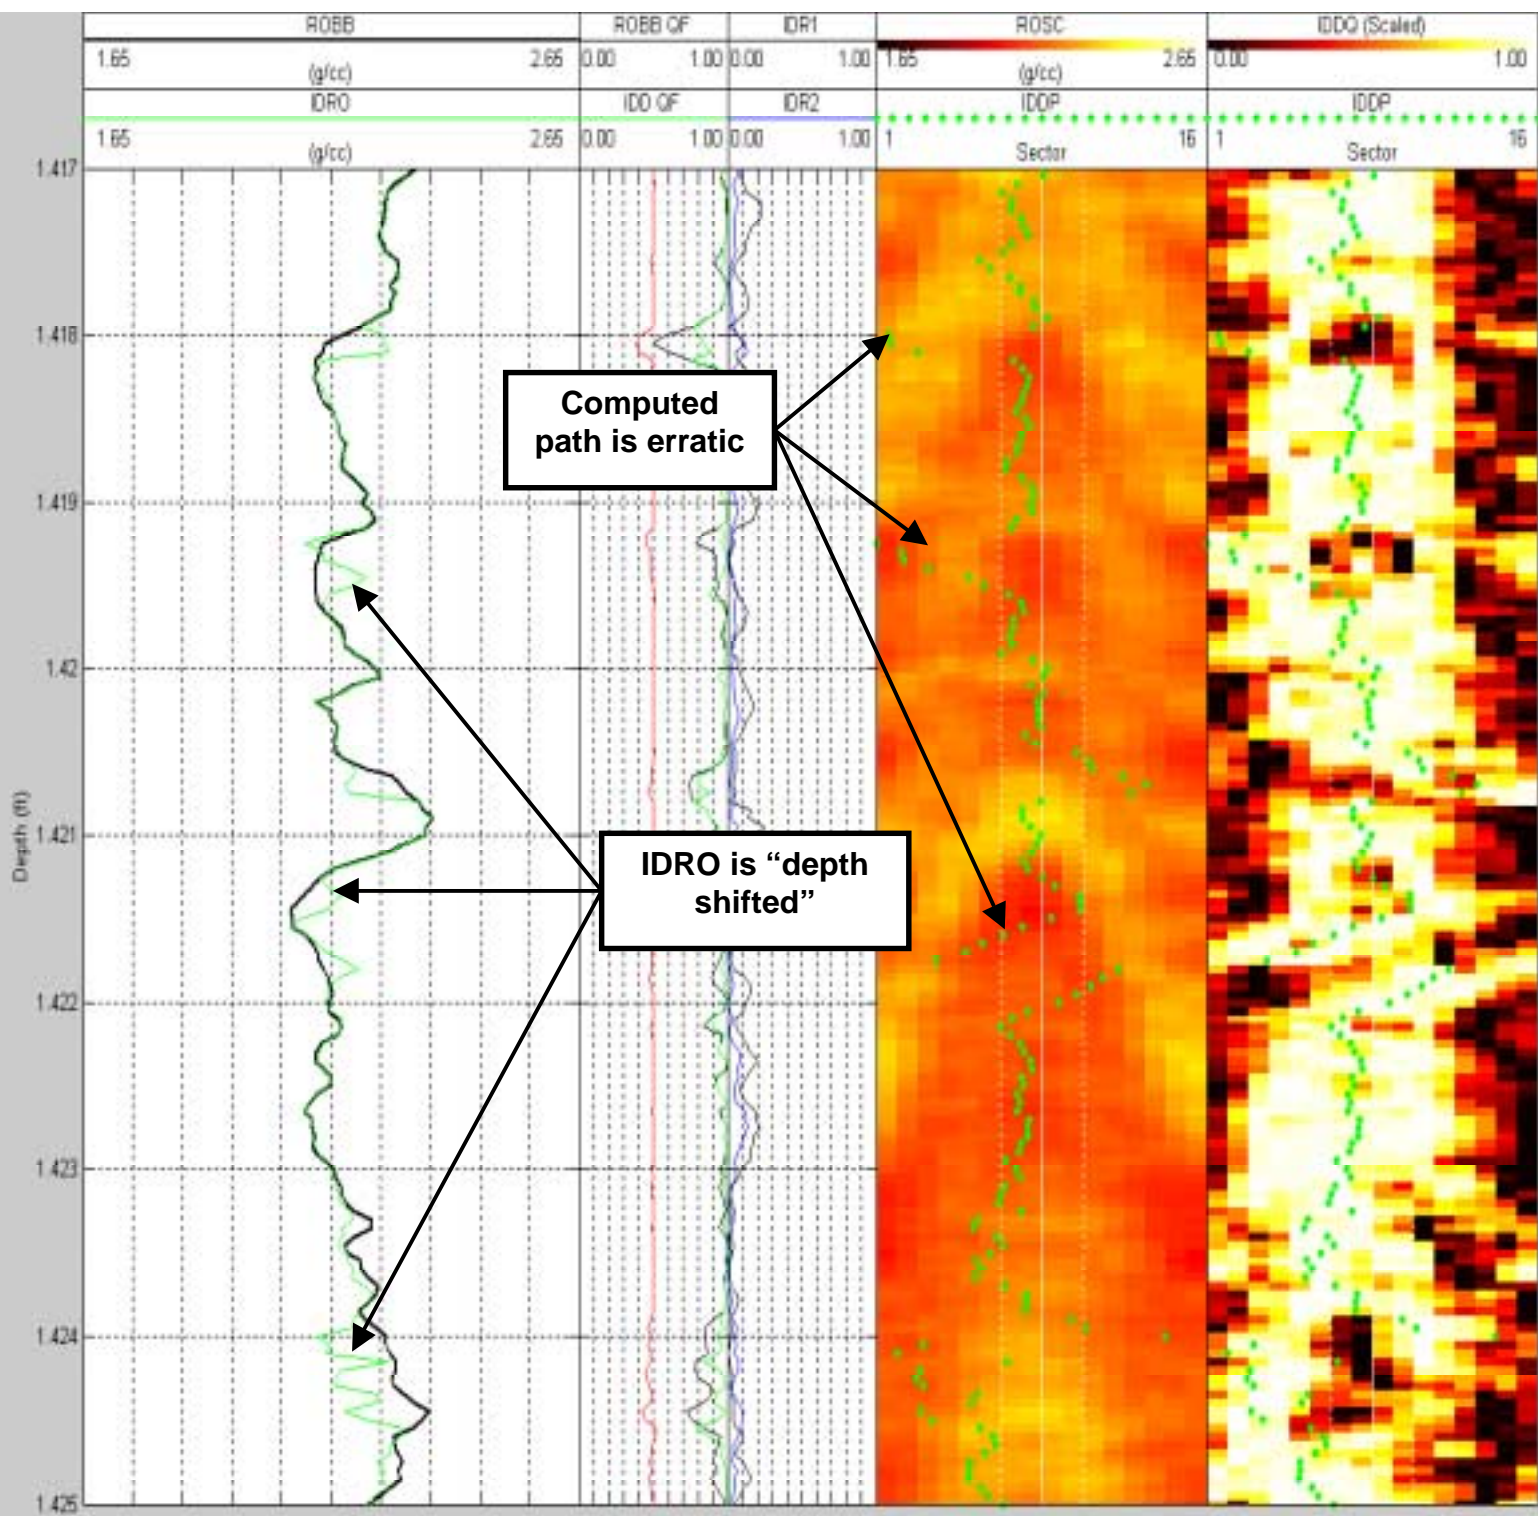 ROBB ROBB QF IDR1 ROSC IDDQ (Scaled)
1.65 (g/cc) 2.65 0.00 1.00 0.00 1.00 1.65 (g/cc) 2.65 0.00 1.00
IDRO IDD QF IDR2 IDDP IDDP
1.65 (g/cc) 2.65 0.00 1.00 0.00 1.00 1 Sector 16 1 Sector 16
1.417
1.418
Computed
path is erratic
1.419
1.42
Depth (ft)
1.421
IDRO is “depth
shifted”
1.422
1.423
1.424
1.425